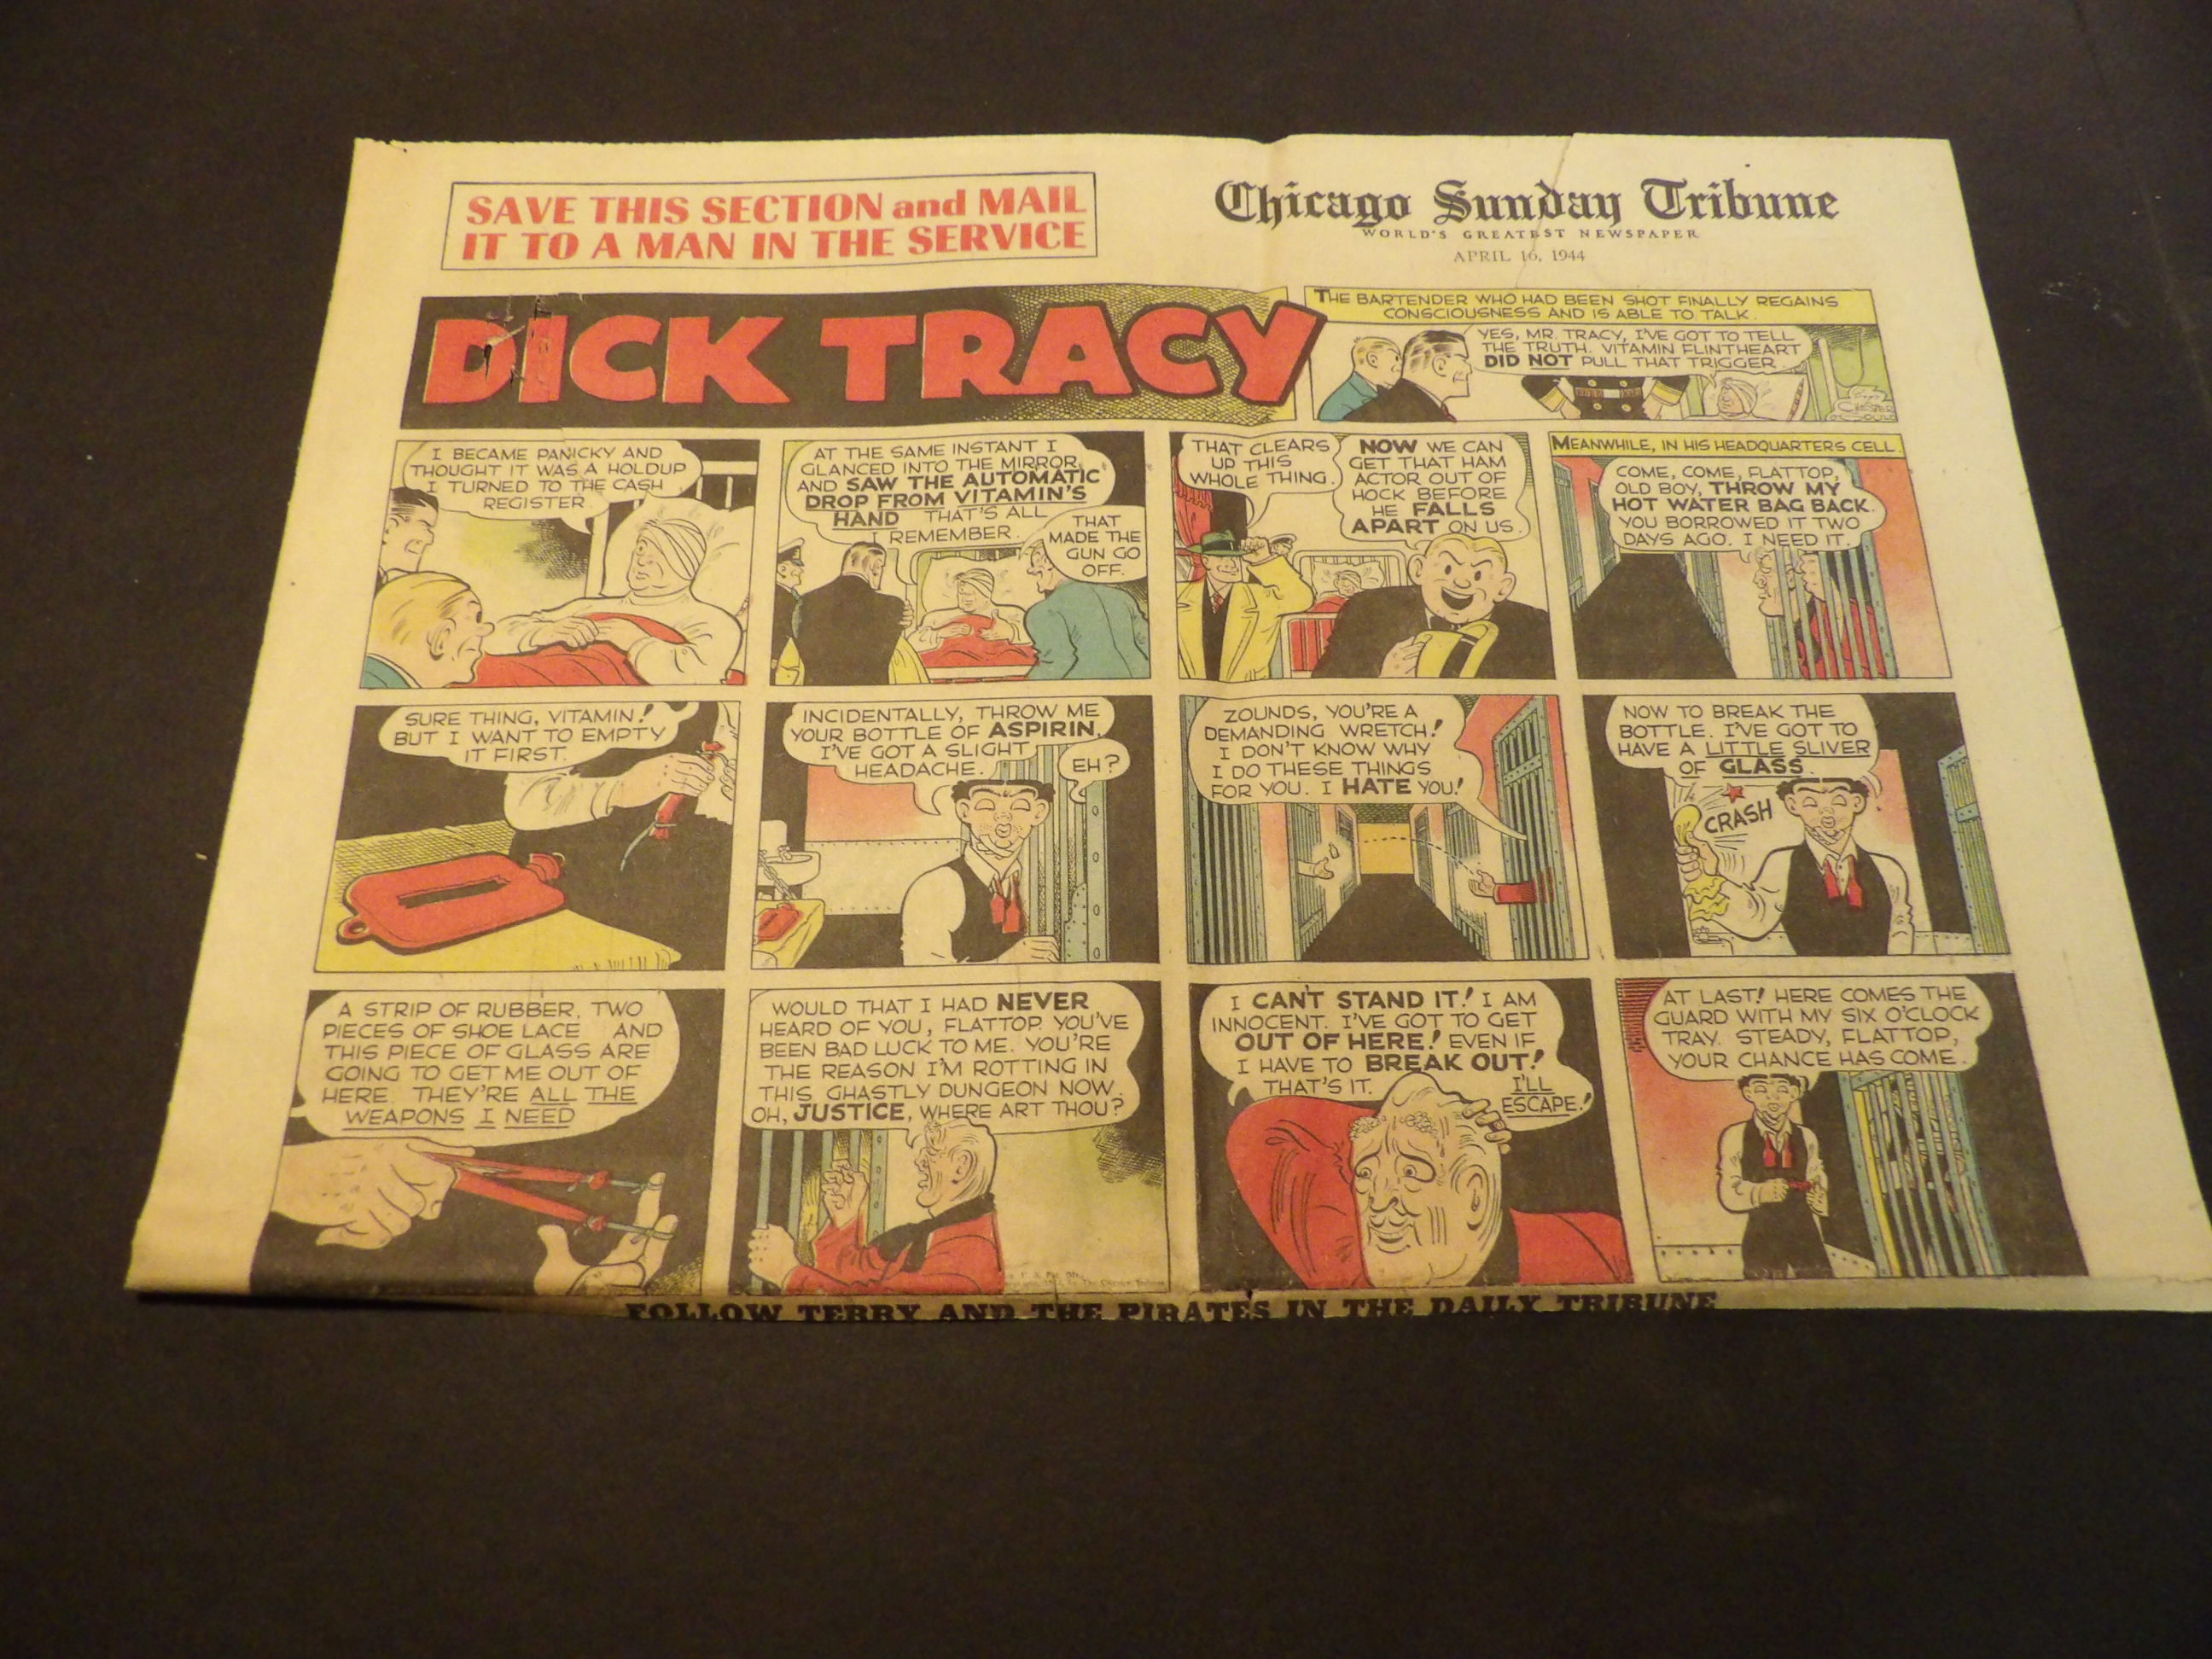 SAVE THIS SECTION and MAIL
IT TO A MAN IN THE SERVICE
Chicago Sunday Tribune
WORLD'S GREATEST NEWSPAPER
APRIL 16, 1944
DICK TRACY
THE BARTENDER WHO HAD BEEN SHOT FINALLY REGAINS
CONSCIOUSNESS AND IS ABLE TO TALK.
YES, MR. TRACY, I'VE GOT TO TELL
THE TRUTH. VITAMIN FLINTHEART
DID NOT PULL THAT TRIGGER
I BECAME PANICKY AND
THOUGHT IT WAS A HOLDUP
I TURNED TO THE CASH
REGISTER.
AT THE SAME INSTANT I
GLANCED INTO THE MIRROR,
AND SAW THE AUTOMATIC
DROP FROM VITAMIN'S
HAND THAT'S ALL
I REMEMBER.
THAT
MADE THE
GUN GO
OFF.
THAT CLEARS
UP THIS
WHOLE THING.
NOW WE CAN
GET THAT HAM
ACTOR OUT OF
HOCK BEFORE
HE FALLS
APART ON US.
MEANWHILE, IN HIS HEADQUARTERS CELL.
COME, COME, FLATTOP,
OLD BOY, THROW MY
HOT WATER BAG BACK.
YOU BORROWED IT TWO
DAYS AGO. I NEED IT.
SURE THING, VITAMIN!
BUT I WANT TO EMPTY
IT FIRST.
INCIDENTALLY, THROW ME
YOUR BOTTLE OF ASPIRIN.
I'VE GOT A SLIGHT
HEADACHE.
EH?
ZOUNDS, YOU'RE A
DEMANDING WRETCH!
I DON'T KNOW WHY
I DO THESE THINGS
FOR YOU. I HATE YOU!
NOW TO BREAK THE
BOTTLE. I'VE GOT TO
HAVE A LITTLE SLIVER
OF GLASS.
CRASH
A STRIP OF RUBBER, TWO
PIECES OF SHOE LACE AND
THIS PIECE OF GLASS ARE
GOING TO GET ME OUT OF
HERE. THEY'RE ALL THE
WEAPONS I NEED
WOULD THAT I HAD NEVER
HEARD OF YOU, FLATTOP. YOU'VE
BEEN BAD LUCK TO ME. YOU'RE
THE REASON I'M ROTTING IN
THIS GHASTLY DUNGEON NOW.
OH, JUSTICE, WHERE ART THOU?
I CAN'T STAND IT! I AM
INNOCENT. I'VE GOT TO GET
OUT OF HERE! EVEN IF
I HAVE TO BREAK OUT!
THAT'S IT.
I'LL
ESCAPE!
AT LAST! HERE COMES THE
GUARD WITH MY SIX O'CLOCK
TRAY. STEADY, FLATTOP,
YOUR CHANCE HAS COME.
FOLLOW TERRY AND THE PIRATES IN THE DAILY TRIBUNE